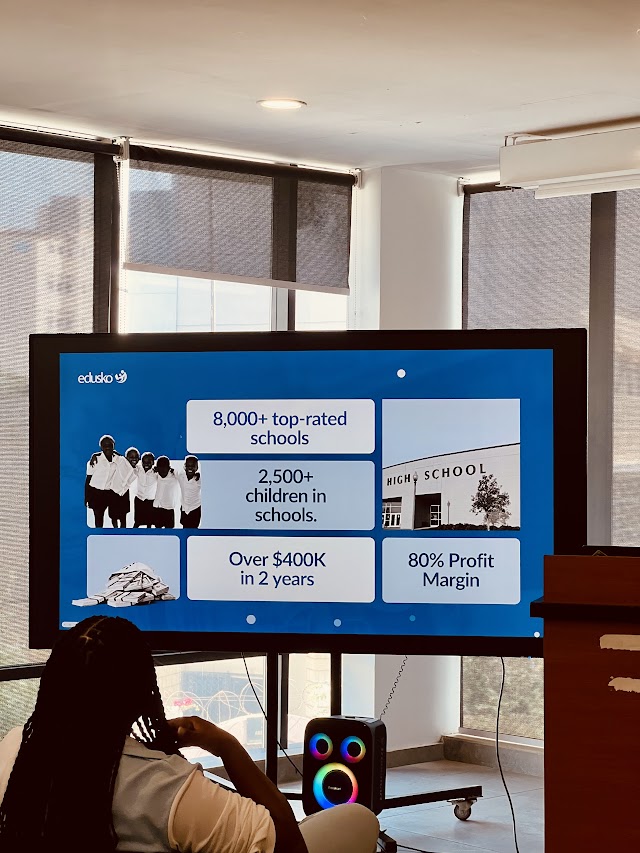 edusko
8,000+ top-rated
schools
2,500+
children in
schools.
HIGH SCHOOL
Over $400K
in 2 years
80% Profit
Margin